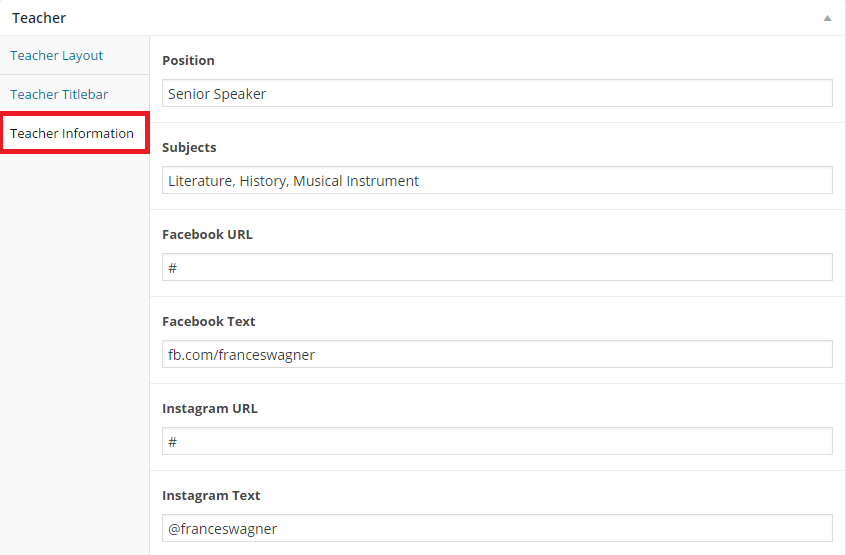 Teacher
Teacher Layout
Teacher Titlebar
Teacher Information
Position
Senior Speaker
Subjects
Literature, History, Musical Instrument
Facebook URL
#
Facebook Text
fb.com/franceswagner
Instagram URL
#
Instagram Text
@franceswagner